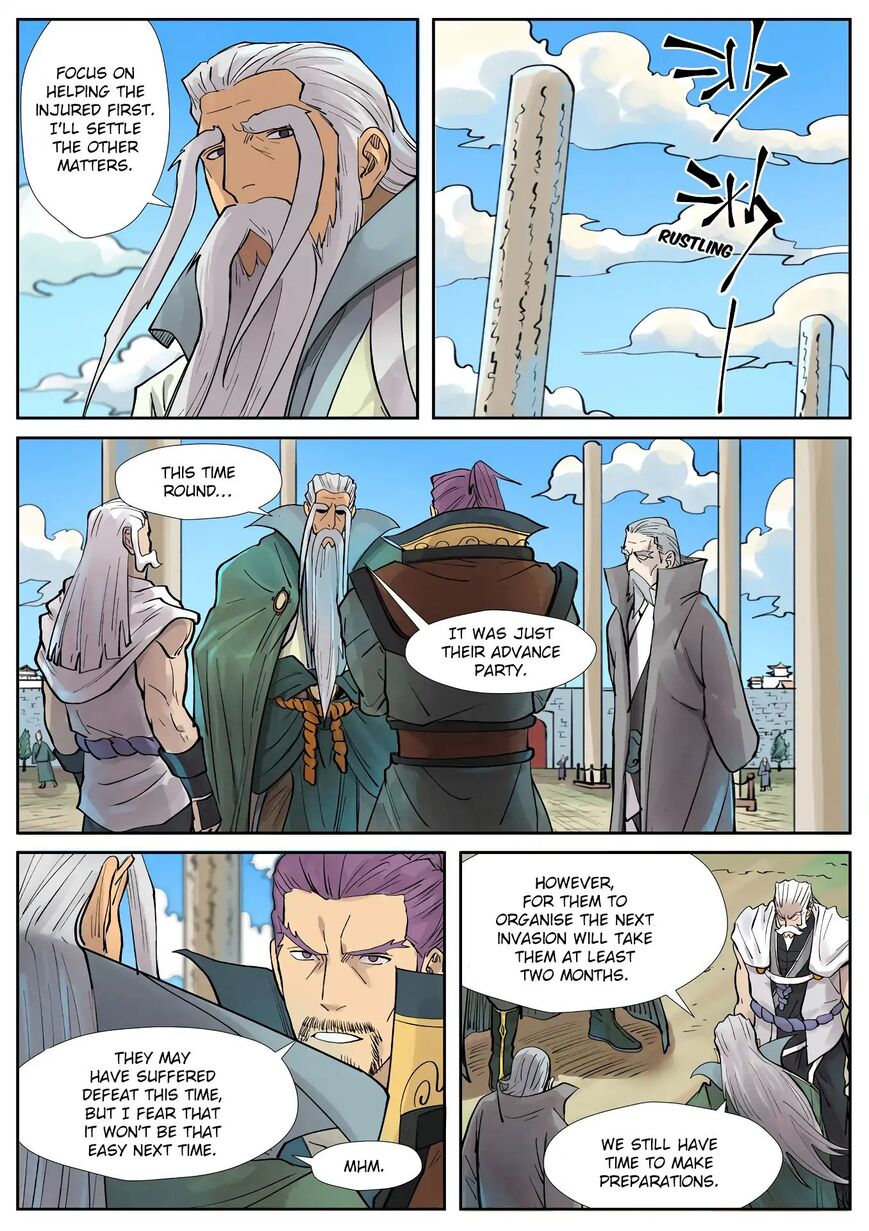 FOCUS ON
HELPING THE
INJURED FIRST.
I'LL SETTLE
THE OTHER
MATTERS.
RUSTLING
THIS TIME
ROUND...
IT WAS JUST
THEIR ADVANCE
PARTY.
THEY MAY
HAVE SUFFERED
DEFEAT THIS TIME,
BUT I FEAR THAT
IT WON'T BE THAT
EASY NEXT TIME.
MHM.
HOWEVER,
FOR THEM TO
ORGANISE THE NEXT
INVASION WILL TAKE
THEM AT LEAST
TWO MONTHS.
WE STILL HAVE
TIME TO MAKE
PREPARATIONS.